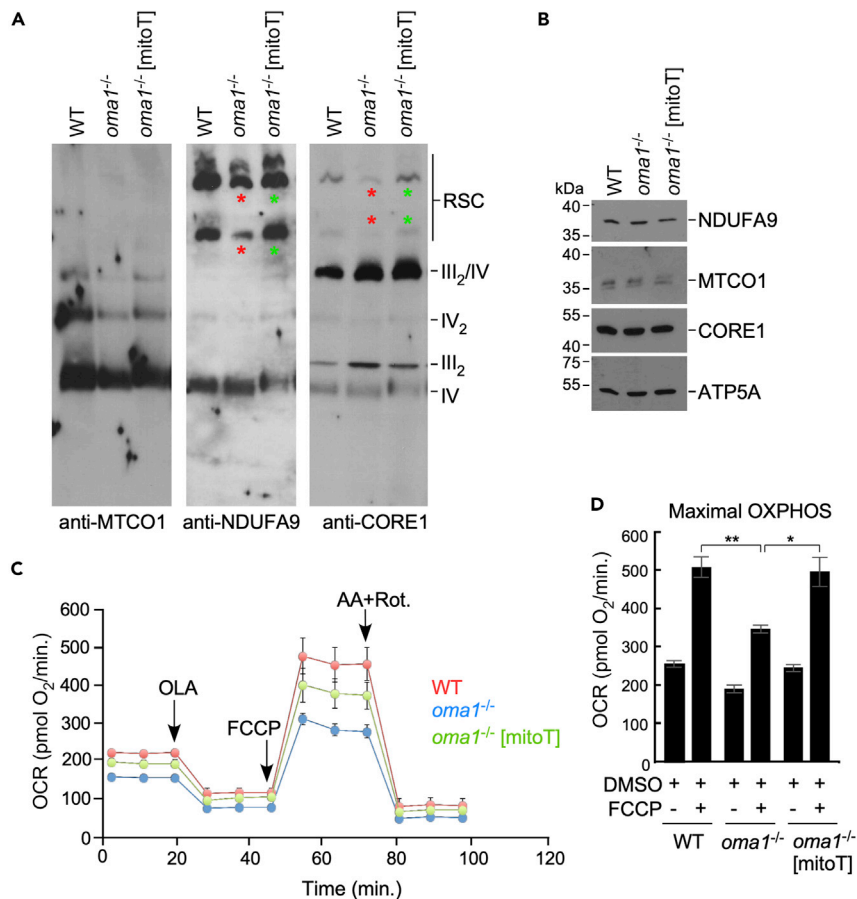 A
WT
oma1-/-
oma1-/- [mitoT]
WT
oma1-/-
oma1-/- [mitoT]
WT
oma1-/-
oma1-/- [mitoT]
* *
* *
* *
* *
RSC
III2/IV
IV2
III2
IV
anti-MTCO1 anti-NDUFA9 anti-CORE1
B
WT
oma1-/-
oma1-/- [mitoT]
kDa
40
35
NDUFA9
40
35
MTCO1
55
40
CORE1
75
55
ATP5A
C
OCR (pmol O2/min.)
600
500
400
300
200
100
0
0 20 40 60 80 100
Time (min.)
OLA
FCCP
AA+Rot.
WT
oma1-/-
oma1-/- [mitoT]
D
Maximal OXPHOS
OCR (pmol O2/min.)
600
500
400
300
200
100
0
** *
DMSO + + + + + +
FCCP - + - + - +
WT oma1-/- oma1-/-
[mitoT]